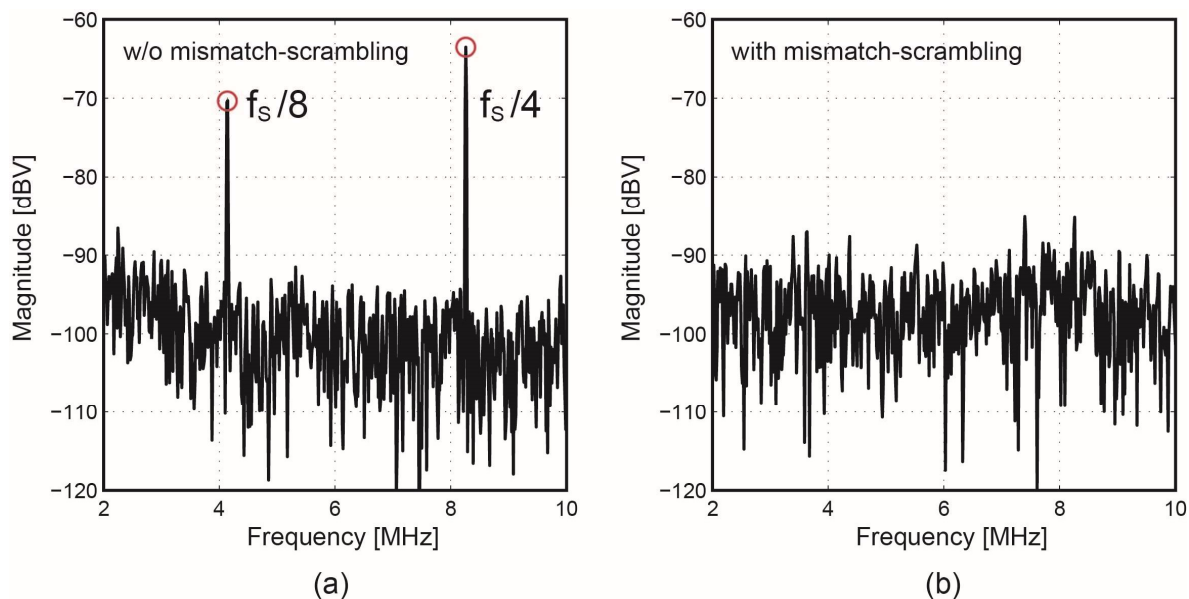 −60
−70
−80
−90
−100
−110
−120
Magnitude [dBV]
w/o mismatch-scrambling
fS/8
fS/4
2
4
6
8
10
Frequency [MHz]
(a)
−60
−70
−80
−90
−100
−110
−120
Magnitude [dBV]
with mismatch-scrambling
2
4
6
8
10
Frequency [MHz]
(b)